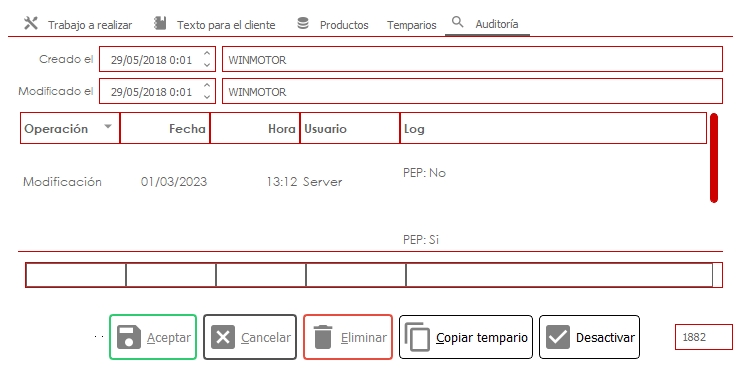 Trabajo a realizar Texto para el cliente Productos Temparios Auditoría
Creado el 29/05/2018 0:01 WINMOTOR
Modificado el 29/05/2018 0:01 WINMOTOR
Operación Fecha Hora Usuario Log
PEP: No
Modificación 01/03/2023 13:12 Server
PEP: Si
Aceptar Cancelar Eliminar Copiar tempario Desactivar 1882